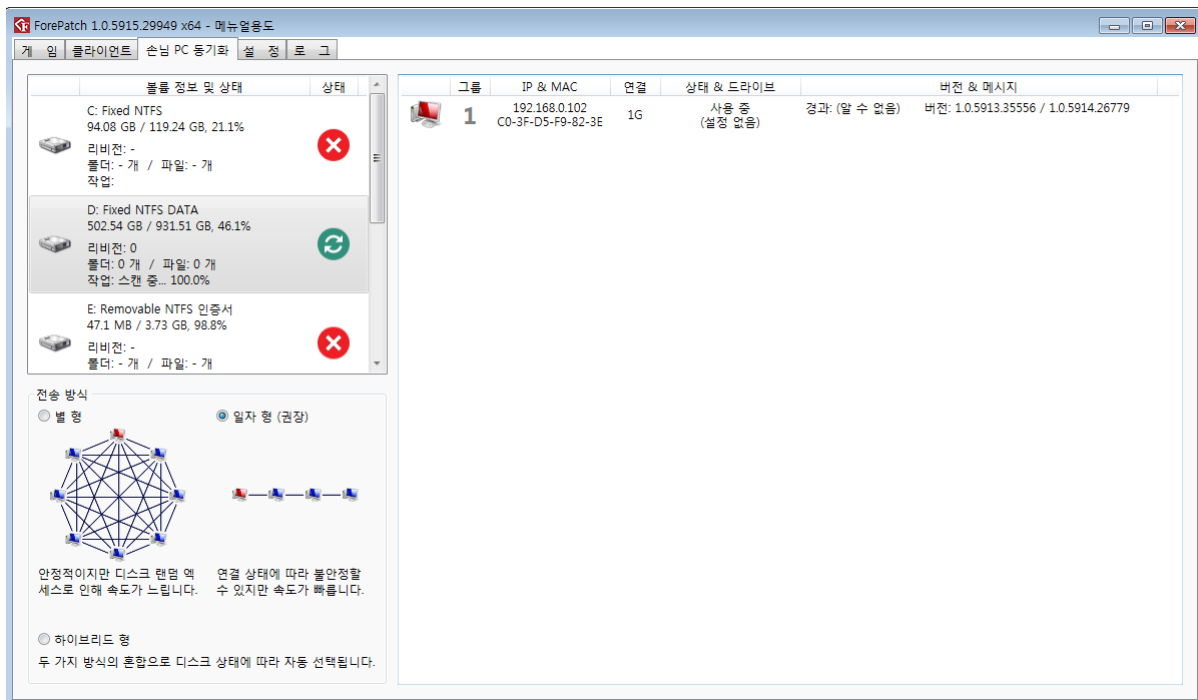 ForePatch 1.0.5915.29949 x64 - 메뉴얼용도
게 임 클라이언트 손님 PC 동기화 설 정 로 그
볼륨 정보 및 상태 상태
C: Fixed NTFS
94.08 GB / 119.24 GB, 21.1%
리비전: -
폴더: - 개 / 파일: - 개
작업:
D: Fixed NTFS DATA
502.54 GB / 931.51 GB, 46.1%
리비전: 0
폴더: 0 개 / 파일: 0 개
작업: 스캔 중... 100.0%
E: Removable NTFS 인증서
47.1 MB / 3.73 GB, 98.8%
리비전: -
폴더: - 개 / 파일: - 개
전송 방식
별 형
일자 형 (권장)
안정적이지만 디스크 랜덤 엑
세스로 인해 속도가 느립니다.
연결 상태에 따라 불안정할
수 있지만 속도가 빠릅니다.
하이브리드 형
두 가지 방식의 혼합으로 디스크 상태에 따라 자동 선택됩니다.
그룹 IP & MAC 연결 상태 & 드라이브 버전 & 메시지
1 192.168.0.102
C0-3F-D5-F9-82-3E
1G
사용 중
(설정 없음)
경과: (알 수 없음) 버전: 1.0.5913.35556 / 1.0.5914.26779